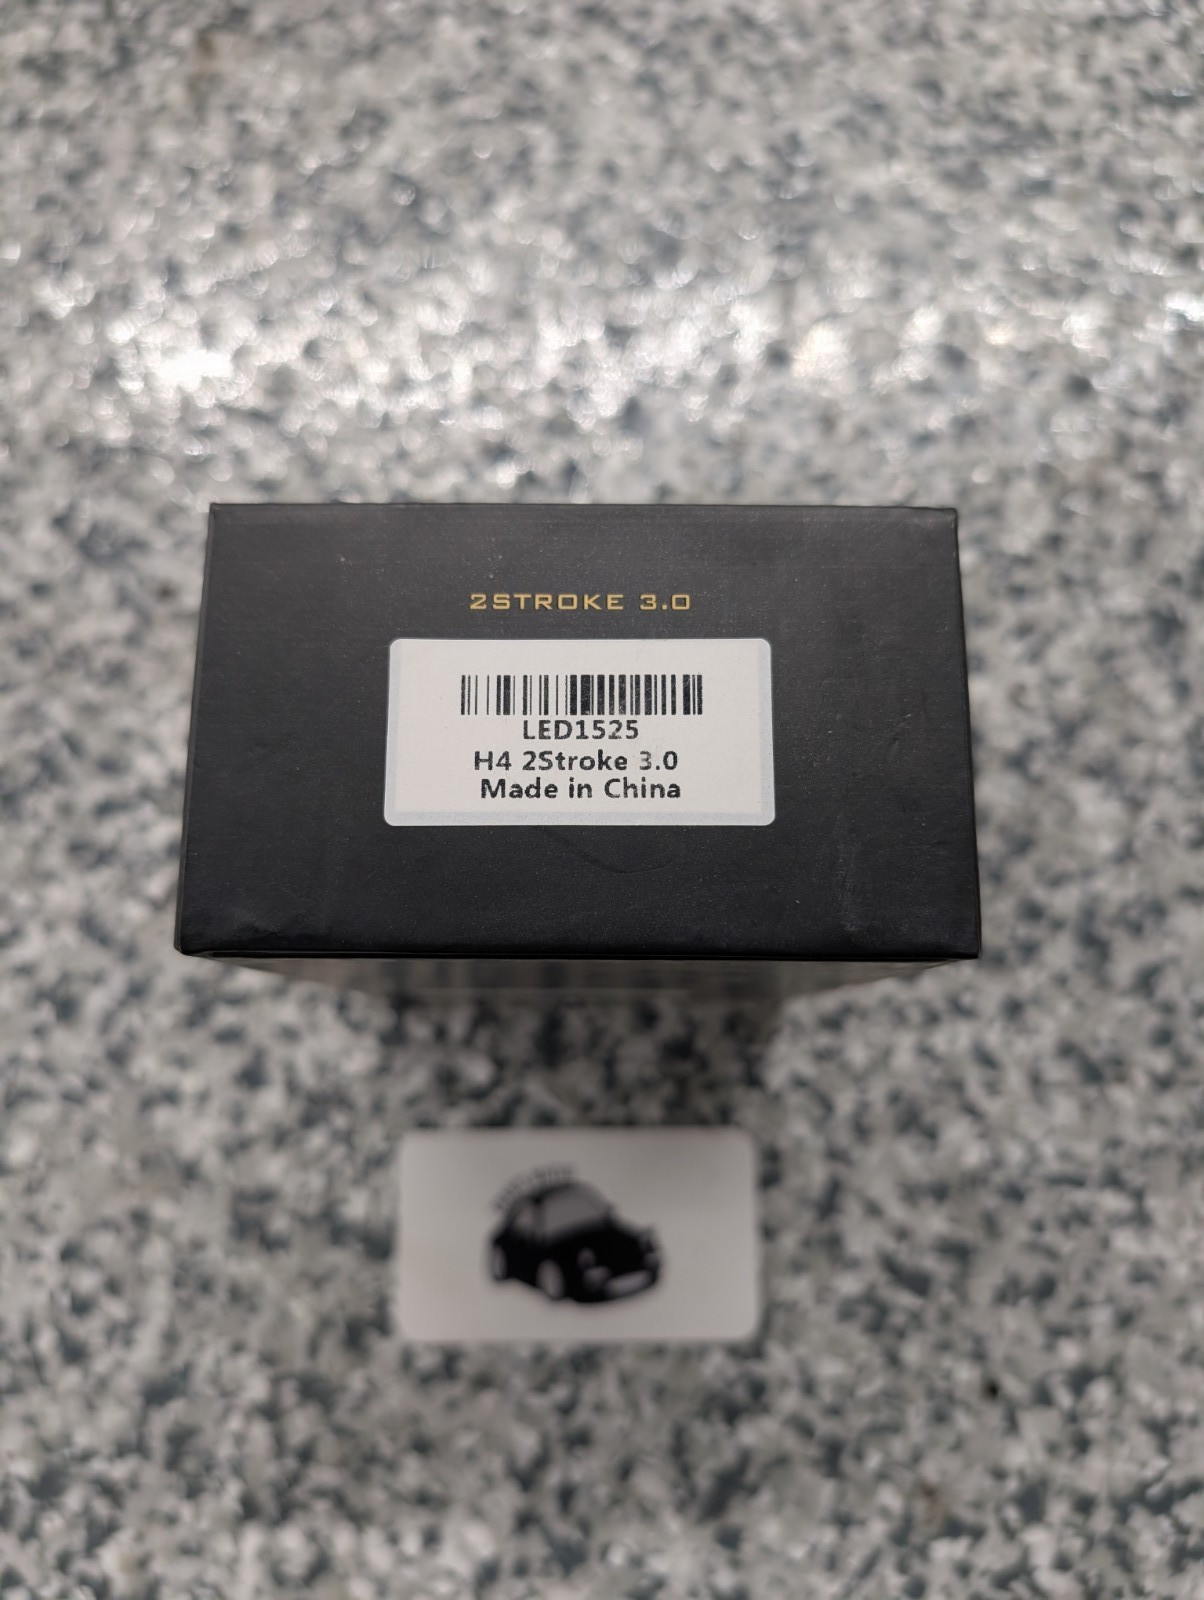 2STROKE 3.0
LED1525
H4 2Stroke 3.0
Made in China